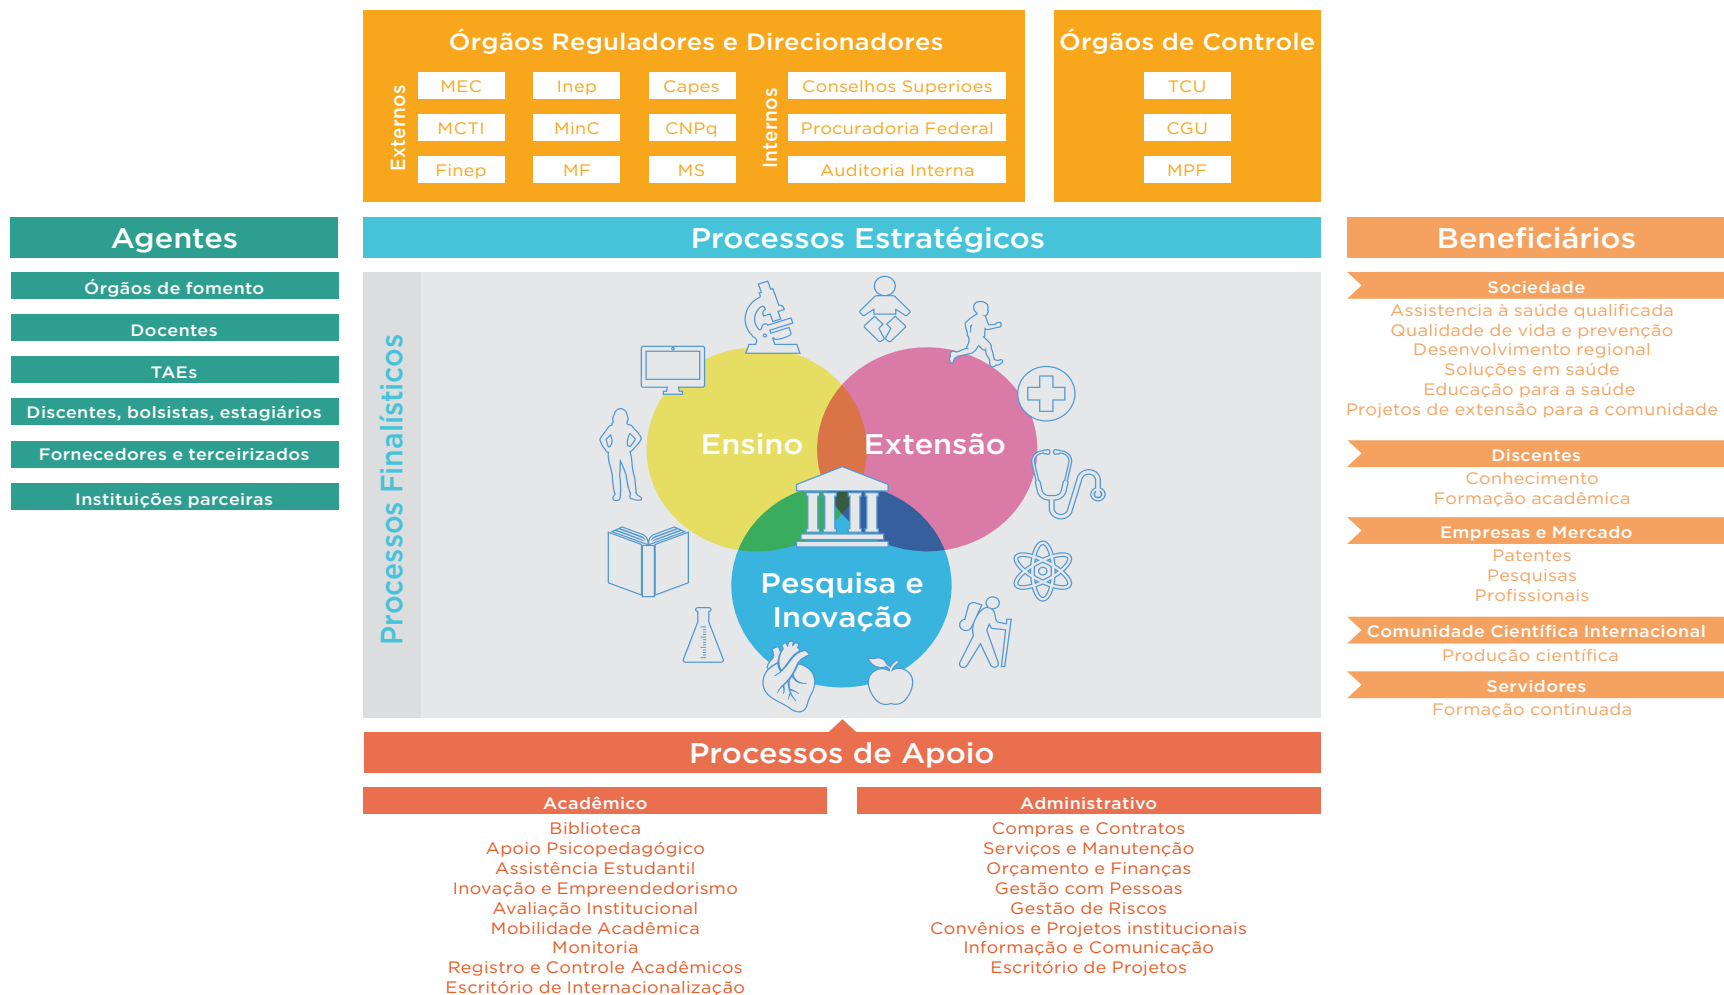 Órgãos Reguladores e Direcionadores
Externos
MEC
Inep
Capes
MCTI
MinC
CNPq
Finep
MF
MS
Internos
Conselhos Superioes
Procuradoria Federal
Auditoria Interna
Órgãos de Controle
TCU
CGU
MPF
Agentes
Órgãos de fomento
Docentes
TAEs
Discentes, bolsistas, estagiários
Fornecedores e terceirizados
Instituições parceiras
Processos Estratégicos
Processos Finalísticos
Ensino
Extensão
Pesquisa e
Inovação
Beneficiários
Sociedade
Assistencia à saúde qualificada
Qualidade de vida e prevenção
Desenvolvimento regional
Soluções em saúde
Educação para a saúde
Projetos de extensão para a comunidade
Discentes
Conhecimento
Formação acadêmica
Empresas e Mercado
Patentes
Pesquisas
Profissionais
Comunidade Científica Internacional
Produção científica
Servidores
Formação continuada
Processos de Apoio
Acadêmico
Biblioteca
Apoio Psicopedagógico
Assistência Estudantil
Inovação e Empreendedorismo
Avaliação Institucional
Mobilidade Acadêmica
Monitoria
Registro e Controle Acadêmicos
Escritório de Internacionalização
Administrativo
Compras e Contratos
Serviços e Manutenção
Orçamento e Finanças
Gestão com Pessoas
Gestão de Riscos
Convênios e Projetos institucionais
Informação e Comunicação
Escritório de Projetos